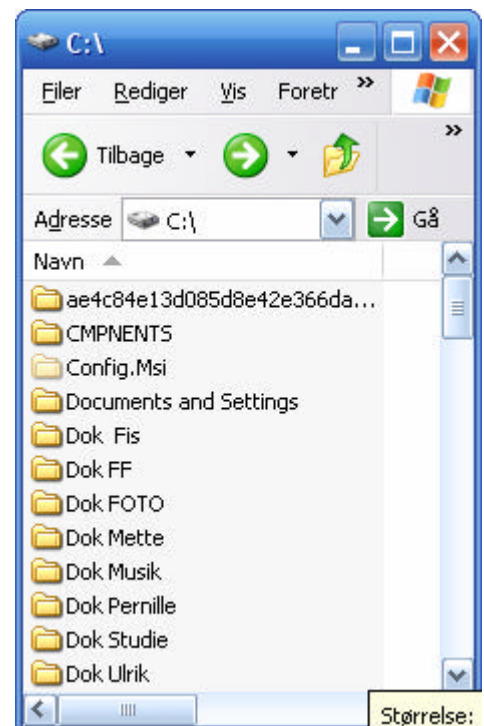 C:\
Filer Rediger Vis Foretr »
Tilbage »
Adresse C:\ Gå
Navn
ae4c84e13d085d8e42e366da...
CMPNENTS
Config.Msi
Documents and Settings
Dok Fis
Dok FF
Dok FOTO
Dok Mette
Dok Musik
Dok Pernille
Dok Studie
Dok Ulrik
Størrelse: